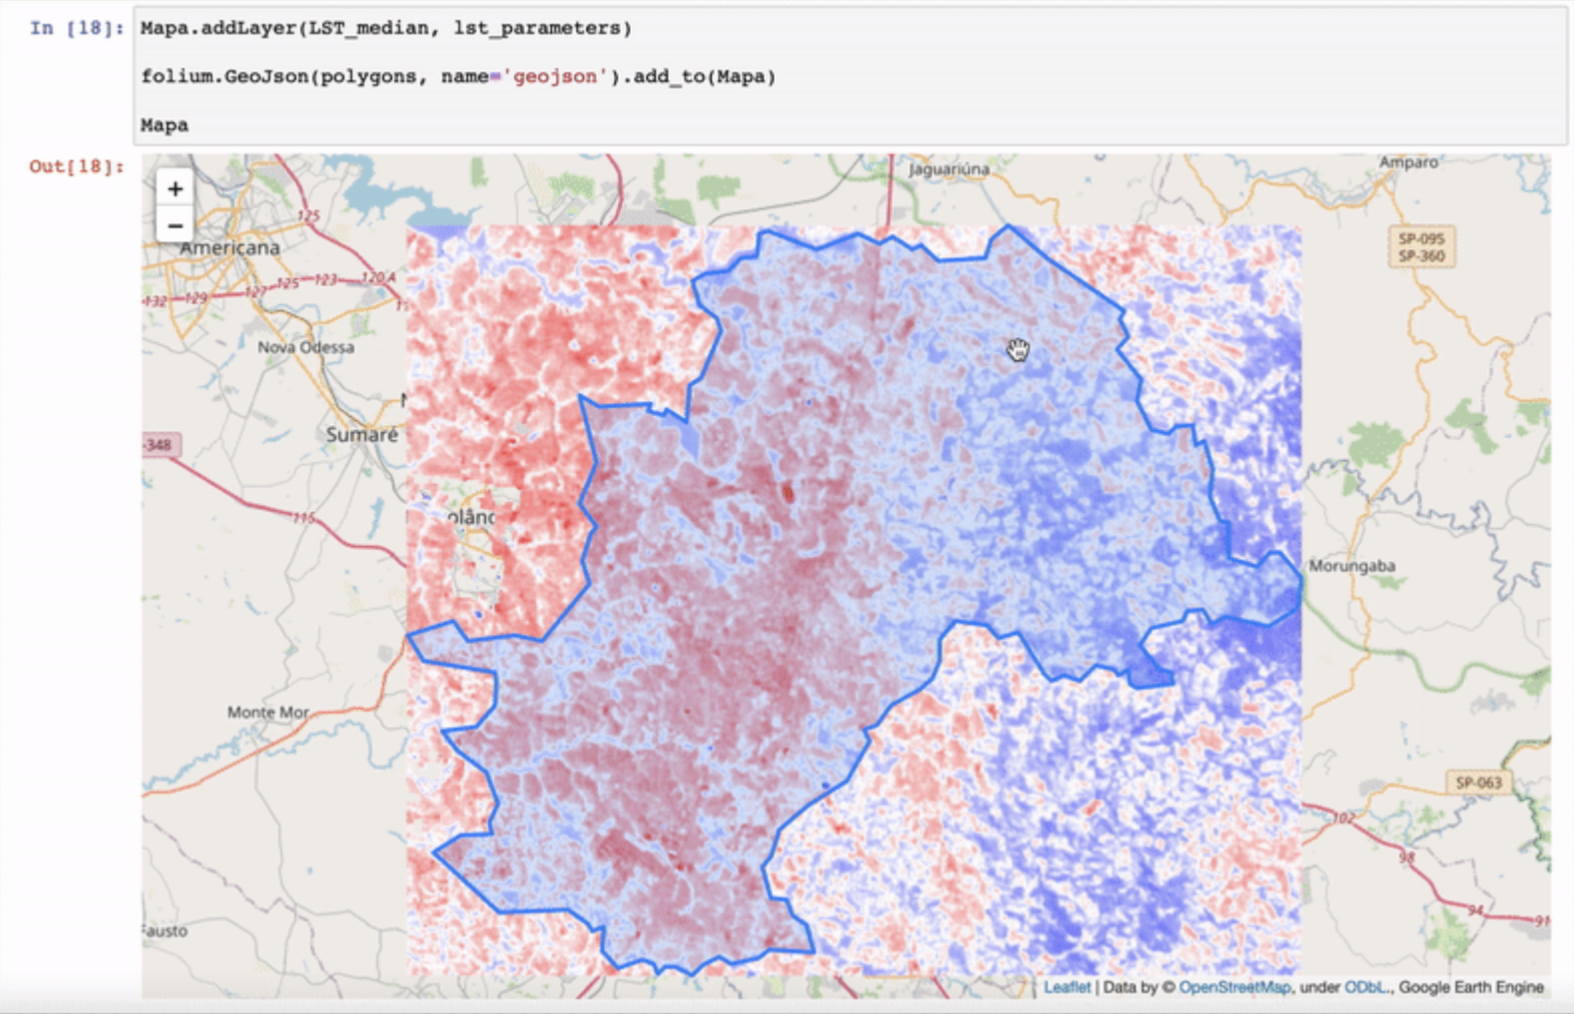 In [18]:
Mapa.addLayer(LST_median, lst_parameters)
folium.GeoJson(polygons, name='geojson').add_to(Mapa)
Mapa
Out[18]:
+
−
Jaguariúna
Amparo
125
Americana
SP-095
SP-360
132
129
127
125
123
120 A
Nova Odessa
Sumaré
-348
olânc
115
Morungaba
Monte Mor
SP-063
102
98
94
91
Fausto
Leaflet | Data by © OpenStreetMap, under ODbL., Google Earth Engine